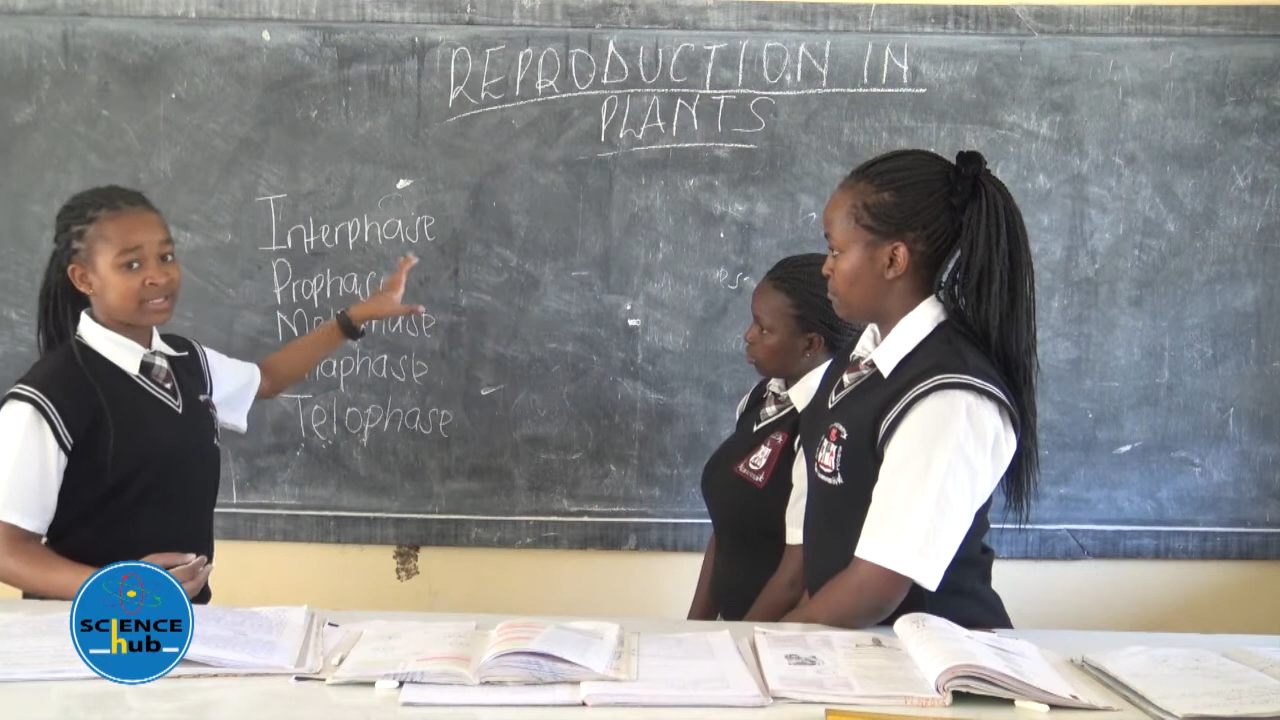 REPRODUCTION IN
PLANTS
Interphase
Prophase
Telophase
SCIENCE
hub